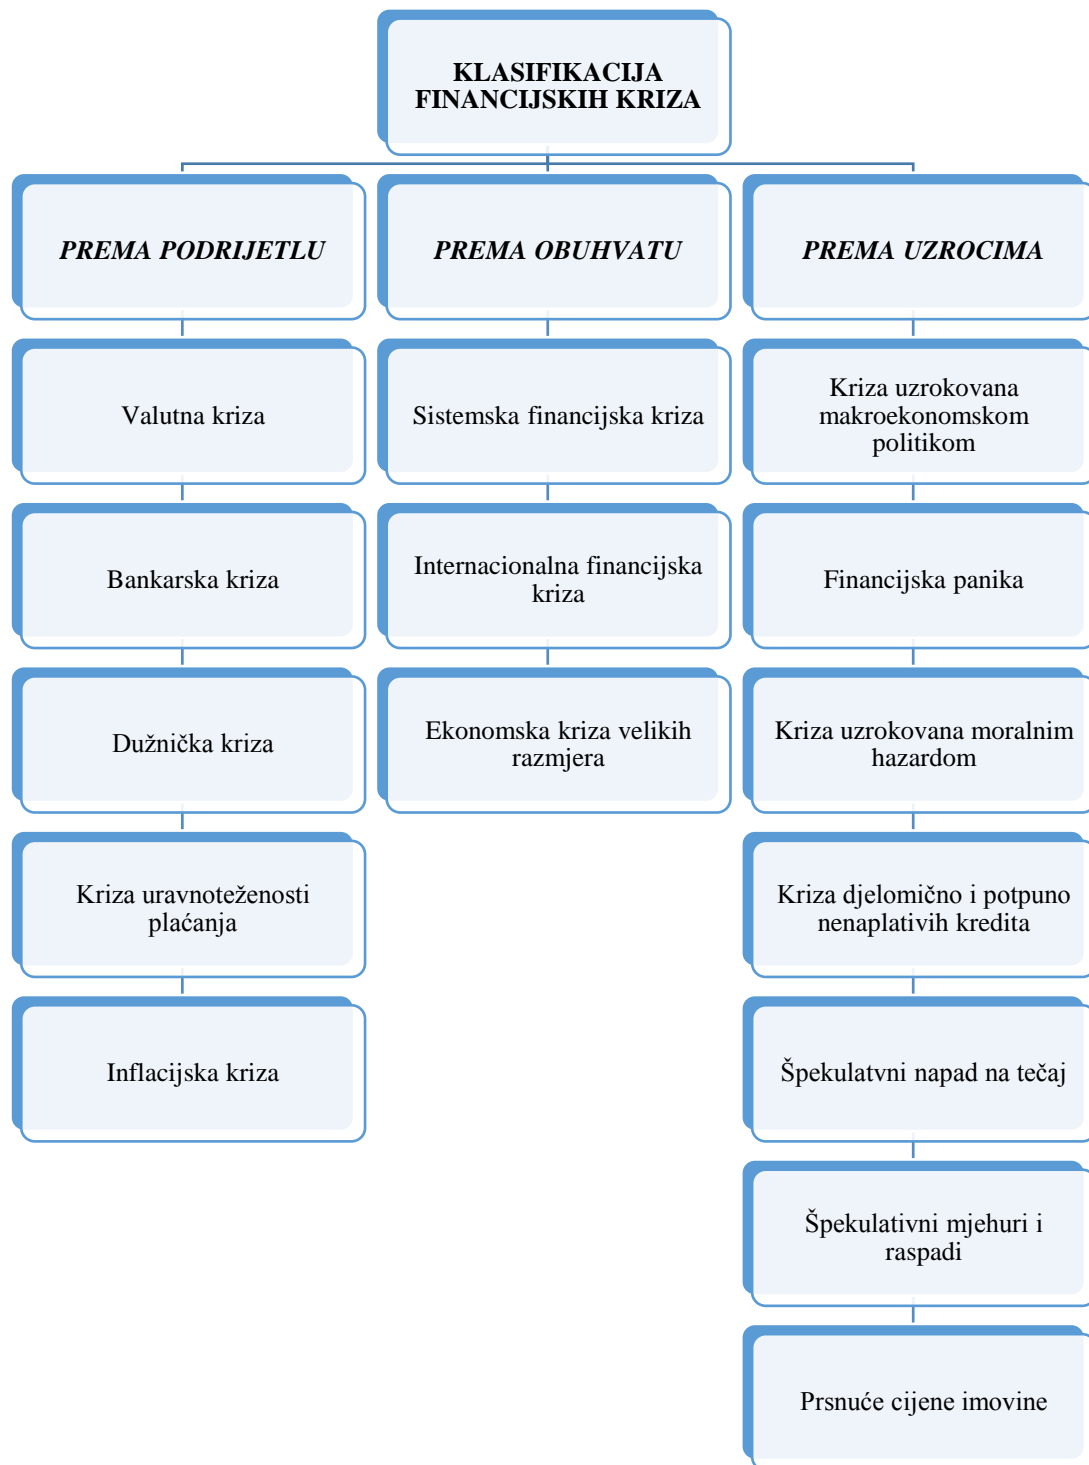 KLASIFIKACIJA
FINANCIJSKIH KRIZA
PREMA PODRIJETLU
Valutna kriza
Bankarska kriza
Dužnička kriza
Kriza uravnoteženosti
plaćanja
Inflacijska kriza
PREMA OBUHVATU
Sistemska financijska kriza
Internacionalna financijska
kriza
Ekonomska kriza velikih
razmjera
PREMA UZROCIMA
Kriza uzrokovana
makroekonomskom
politikom
Financijska panika
Kriza uzrokovana moralnim
hazardom
Kriza djelomično i potpuno
nenaplativih kredita
Špekulatvni napad na tečaj
Špekulativni mjehuri i
raspadi
Prsnuće cijene imovine